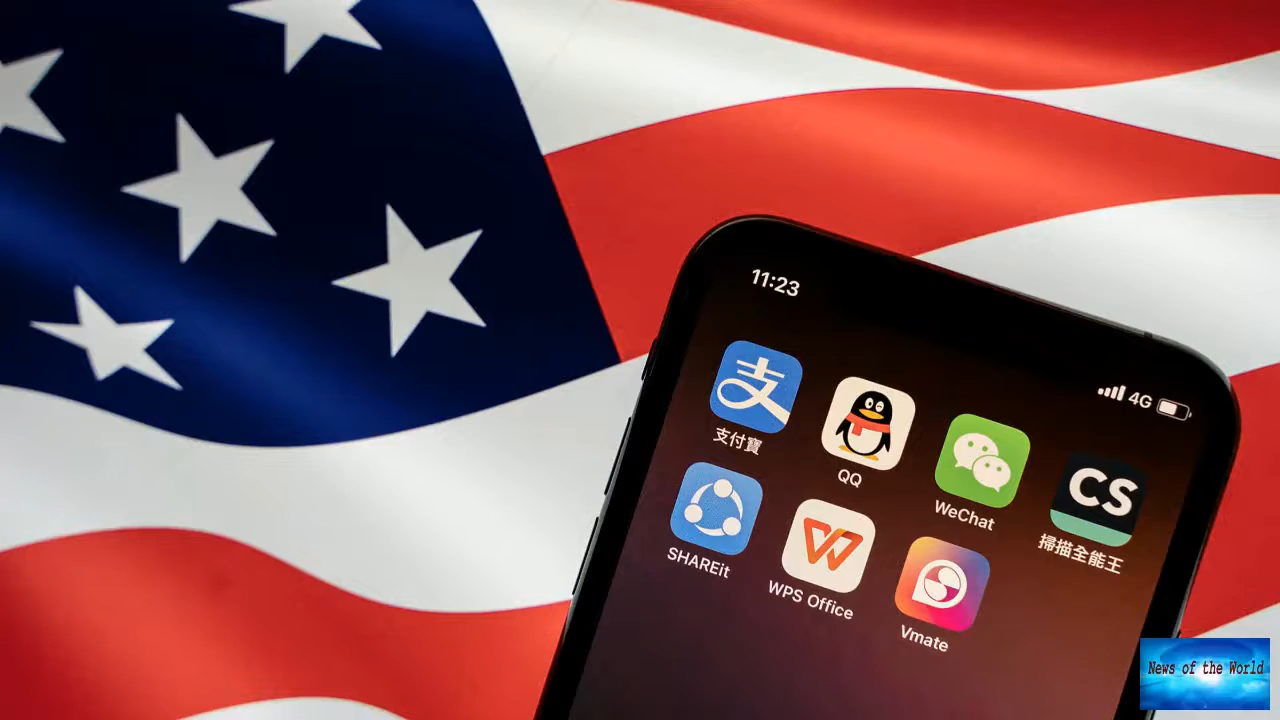 11:23
4G
支
支付寶
QQ
WeChat
CS
掃描全能王
SHAREit
WPS Office
Vmate
News of the World